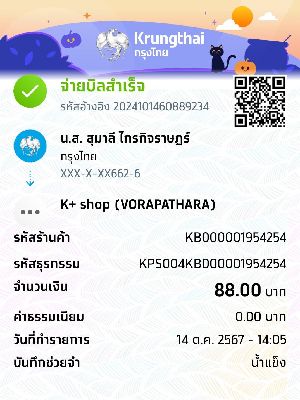 Krungthai
กรุงไทย
จ่ายบิลสำเร็จ
รหัสอ้างอิง 2024101460889234
น.ส. สุมาลี ไกรกิจราษฎร์
กรุงไทย
XXX-X-XX662-6
K+ shop (VORAPATHARA)
รหัสร้านค้า KB000001954254
รหัสธุรกรรม KPS004KB000001954254
จำนวนเงิน 88.00 บาท
ค่าธรรมเนียม 0.00 บาท
วันที่ทำรายการ 14 ต.ค. 2567 - 14:05
บันทึกช่วยจำ น้ำแข็ง